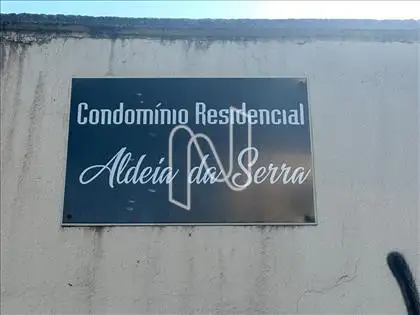 Condomínio Residencial
Aldeia da Serra